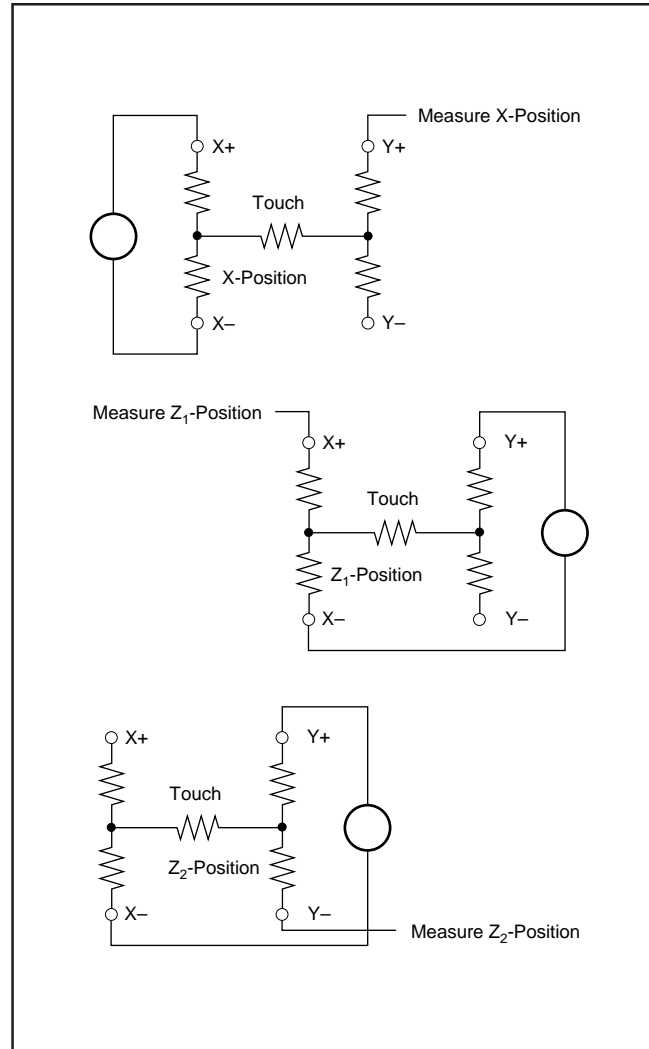 Measure X-Position
X+
Y+
Touch
X-Position
X–
Y–
Measure Z₁-Position
X+
Y+
Touch
Z₁-Position
X–
Y–
X+
Y+
Touch
Z₂-Position
X–
Y–
Measure Z₂-Position